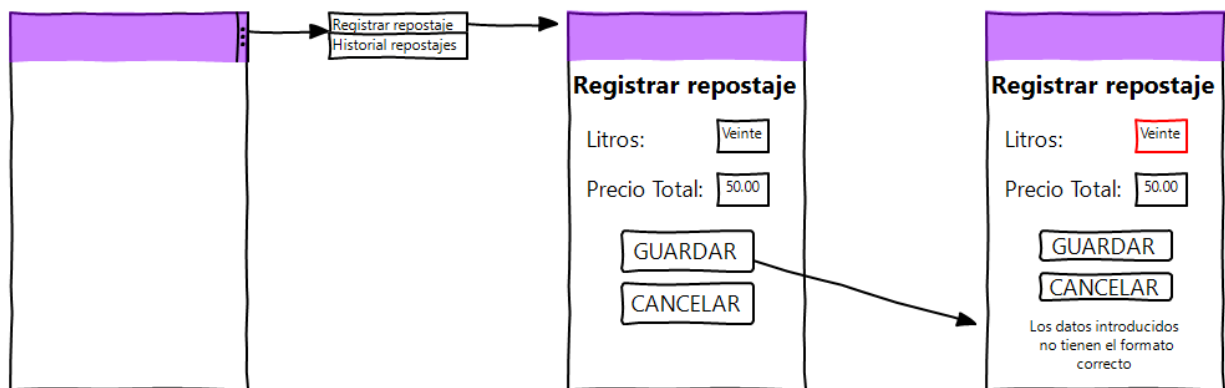 Registrar repostaje
Historial repostajes
Registrar repostaje
Litros:
Veinte
Precio Total:
50.00
GUARDAR
CANCELAR
Registrar repostaje
Litros:
Veinte
Precio Total:
50.00
GUARDAR
CANCELAR
Los datos introducidos
no tienen el formato
correcto